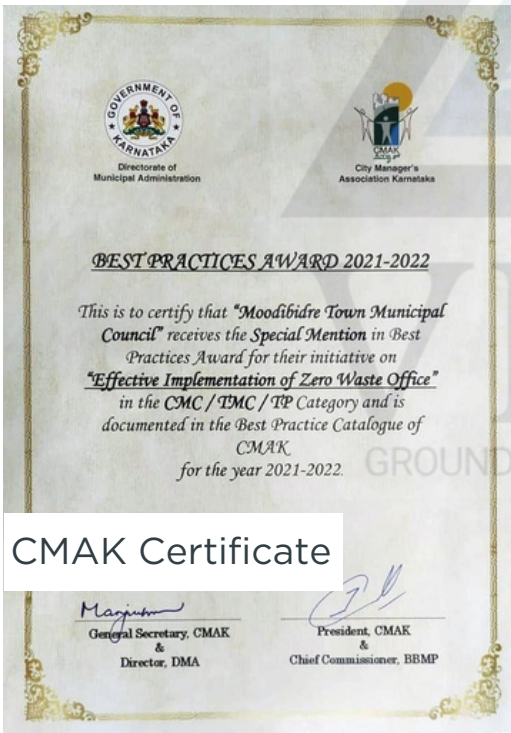 GOVERNMENT OF
KARNATAKA
Directorate of
Municipal Administration
CMAK
City Manager's
Association Karnataka
BEST PRACTICES AWARD 2021-2022
This is to certify that "Moodibidre Town Municipal
Council" receives the Special Mention in Best
Practices Award for their initiative on
"Effective Implementation of Zero Waste Office"
in the CMC / TMC / TP Category and is
documented in the Best Practice Catalogue of
CMAK
for the year 2021-2022.
GROUND
CMAK Certificate
General Secretary, CMAK
&
Director, DMA
President, CMAK
&
Chief Commissioner, BBMP